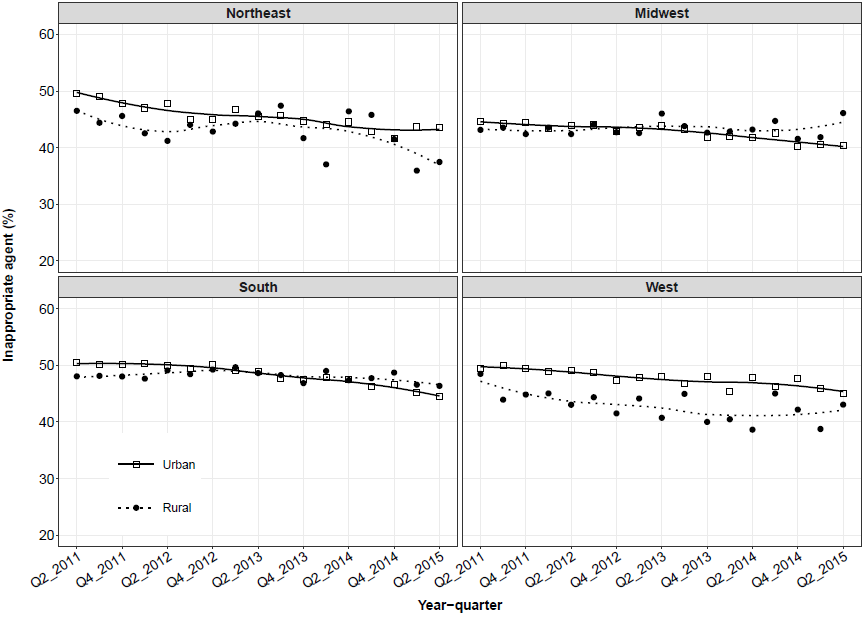 Northeast
Midwest
60
50
40
30
20
South
West
60
50
40
30
20
Inappropriate agent (%)
Urban
Rural
Q2_2011
Q4_2011
Q2_2012
Q4_2012
Q2_2013
Q4_2013
Q2_2014
Q4_2014
Q2_2015
Q2_2011
Q4_2011
Q2_2012
Q4_2012
Q2_2013
Q4_2013
Q2_2014
Q4_2014
Q2_2015
Year−quarter